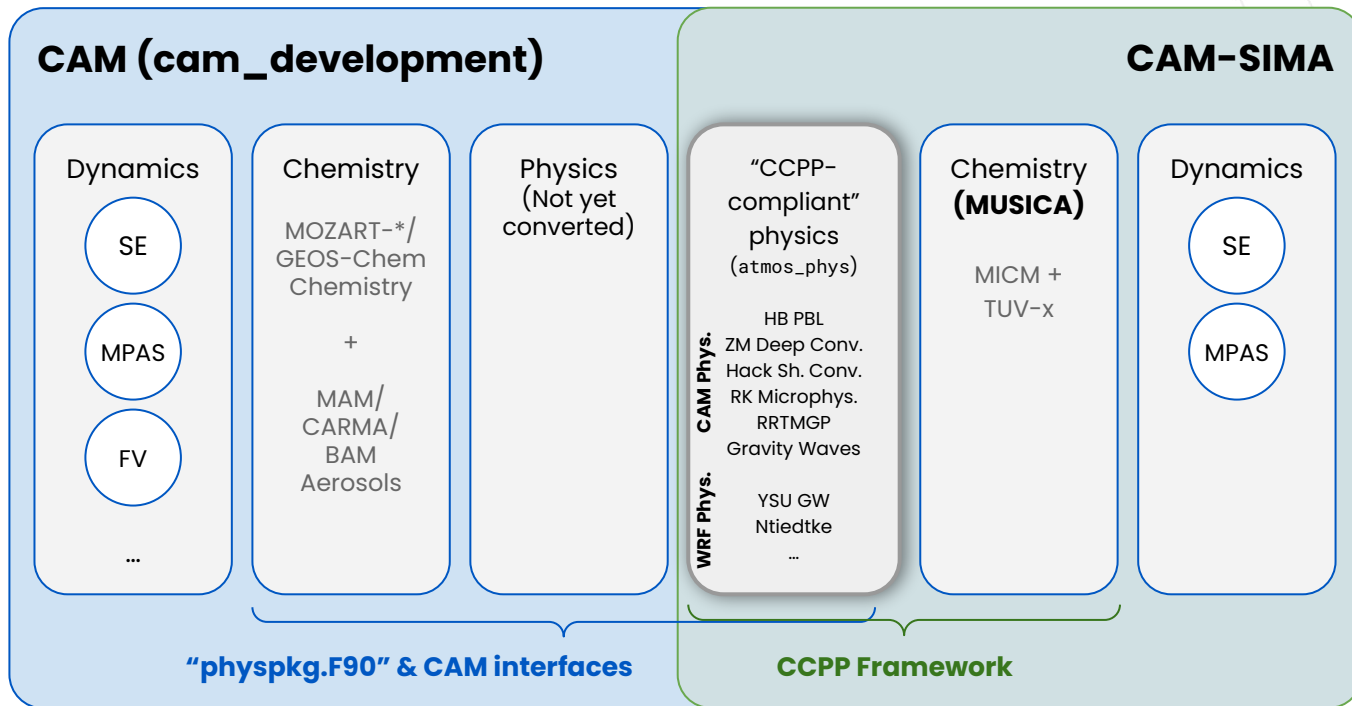 CAM (cam_development)
CAM-SIMA
Dynamics
SE
MPAS
FV
...
Chemistry
MOZART-*/
GEOS-Chem
Chemistry
+
MAM/
CARMA/
BAM
Aerosols
Physics
(Not yet
converted)
“CCPP-
compliant”
physics
(atmos_phys)
CAM Phys.
HB PBL
ZM Deep Conv.
Hack Sh. Conv.
RK Microphys.
RRTMGP
Gravity Waves
WRF Phys.
YSU GW
Ntiedtke
...
Chemistry
(MUSICA)
MICM +
TUV-x
Dynamics
SE
MPAS
“physpkg.F90” & CAM interfaces
CCPP Framework